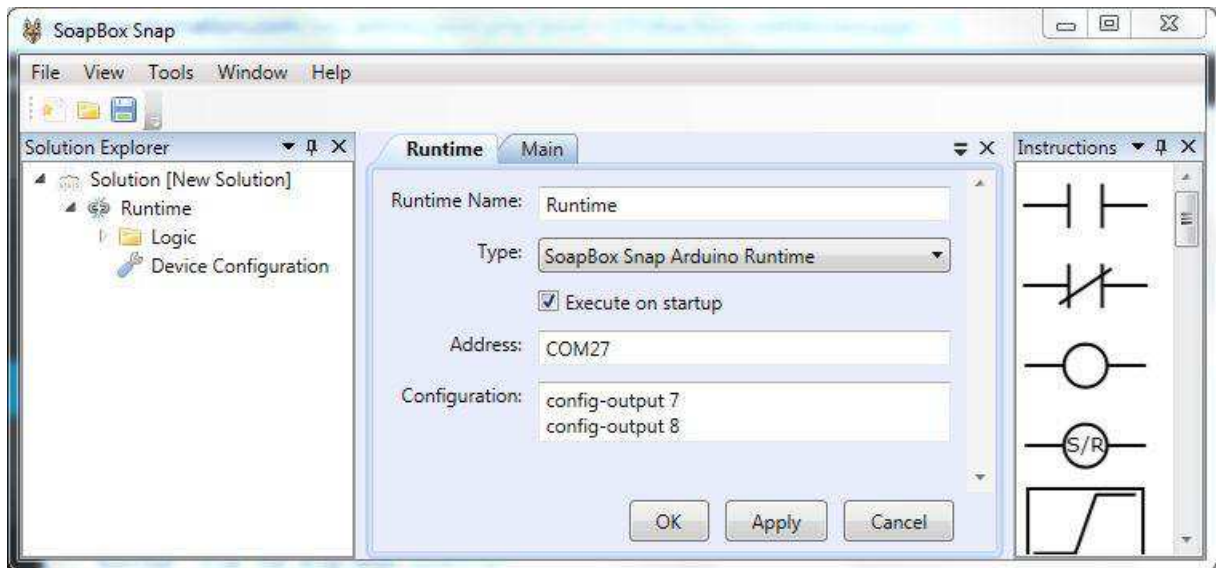 SoapBox Snap
File View Tools Window Help
Solution Explorer
Solution [New Solution]
Runtime
Logic
Device Configuration
Runtime Main
Runtime Name: Runtime
Type: SoapBox Snap Arduino Runtime
Execute on startup
Address: COM27
Configuration: config-output 7
config-output 8
OK Apply Cancel
Instructions
S/R